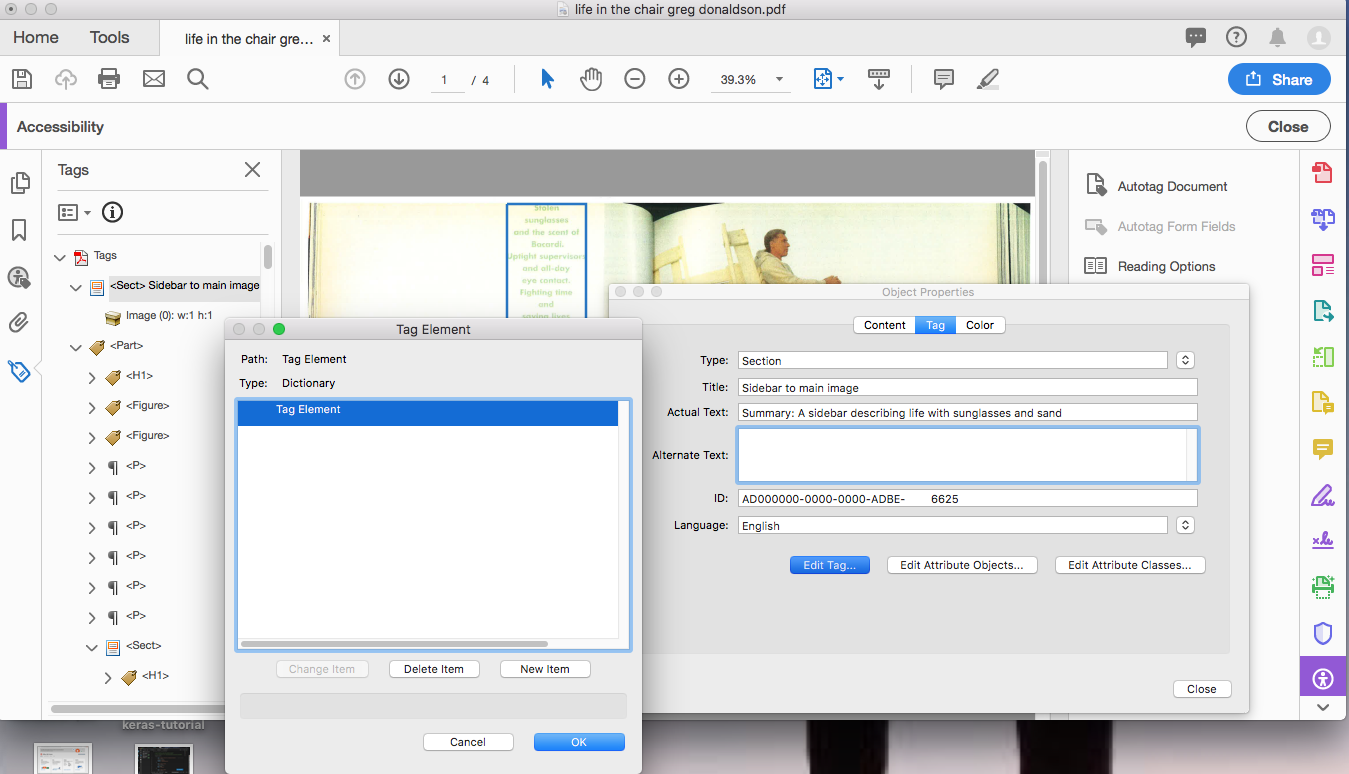 life in the chair greg donaldson.pdf
Home
Tools
life in the chair gre... ×
1 / 4
39.3%
Share
Accessibility
Close
Tags
Tags
<Sect> Sidebar to main image
Image (0): w:1 h:1
<Part>
<H1>
<Figure>
<Figure>
<P>
<P>
<P>
<P>
<P>
<P>
<Sect>
<H1>
Stolen
sunglasses
and the scent of
Bacardi.
Uptight supervisors
and all-day
eye contact.
Fighting time
and
saving lives
Autotag Document
Autotag Form Fields
Reading Options
Object Properties
Content
Tag
Color
Type: Section
Title: Sidebar to main image
Actual Text: Summary: A sidebar describing life with sunglasses and sand
Alternate Text:
ID: AD000000-0000-0000-ADBE- 6625
Language: English
Edit Tag...
Edit Attribute Objects...
Edit Attribute Classes...
Close
Tag Element
Path: Tag Element
Type: Dictionary
Tag Element
Change Item
Delete Item
New Item
Cancel
OK
keras-tutorial